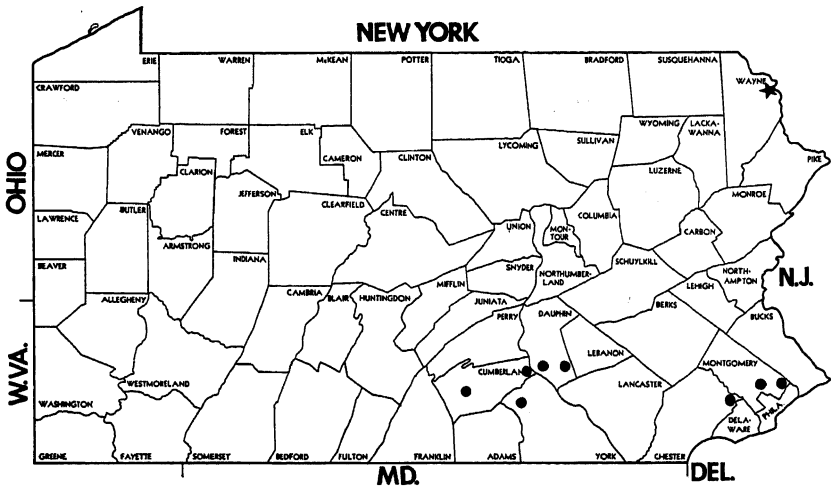 NEW YORK
ERIE
WARREN
McKEAN
POTTER
TIOGA
BRADFORD
SUSQUEHANNA
WAYNE
CRAWFORD
VENANGO
FOREST
ELK
CAMERON
CLINTON
LYCOMING
SULLIVAN
WYOMING
LACKA-
WANNA
PIKE
MERCER
CLARION
JEFFERSON
CLEARFIELD
CENTRE
LUZERNE
MONROE
OHIO
LAWRENCE
BUTLER
ARMSTRONG
INDIANA
UNION
MON-
TOUR
COLUMBIA
CARBON
BEAVER
ALLEGHENY
CAMBRIA
BLAIR
HUNTINGDON
MIFFLIN
SNYDER
JUNIATA
NORTHUMBER-
LAND
SCHUYLKILL
LEHIGH
NORTH-
AMPTON
N.J.
PERRY
DAUPHIN
BERKS
BUCKS
W.VA.
WASHINGTON
WESTMORELAND
CUMBERLAN
LEBANON
LANCASTER
MONTGOMERY
PHILA
DELA-
WARE
GREENE
FAYETTE
SOMERSET
BEDFORD
FULTON
FRANKLIN
ADAMS
YORK
CHESTER
MD.
DEL.